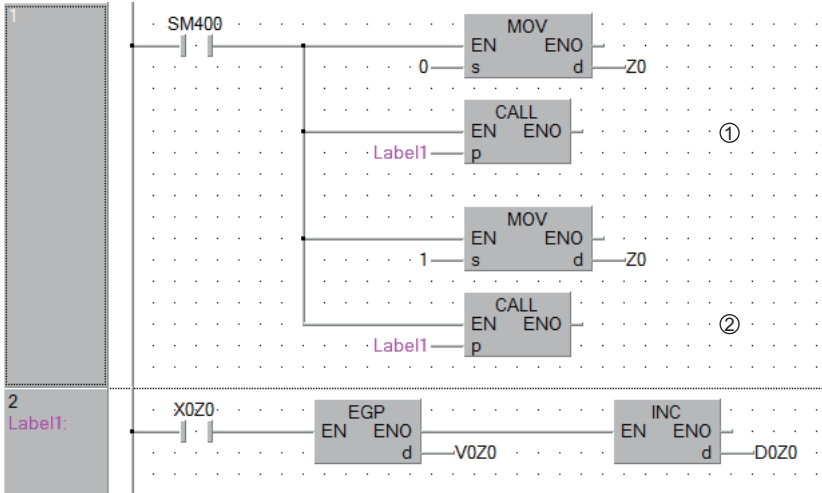 1
SM400
MOV
EN ENO
0 s d Z0
CALL
EN ENO
①
Label1 p
MOV
EN ENO
1 s d Z0
CALL
EN ENO
②
Label1 p
2
Label1:
X0Z0
EGP
EN ENO
d V0Z0
INC
EN ENO
d D0Z0